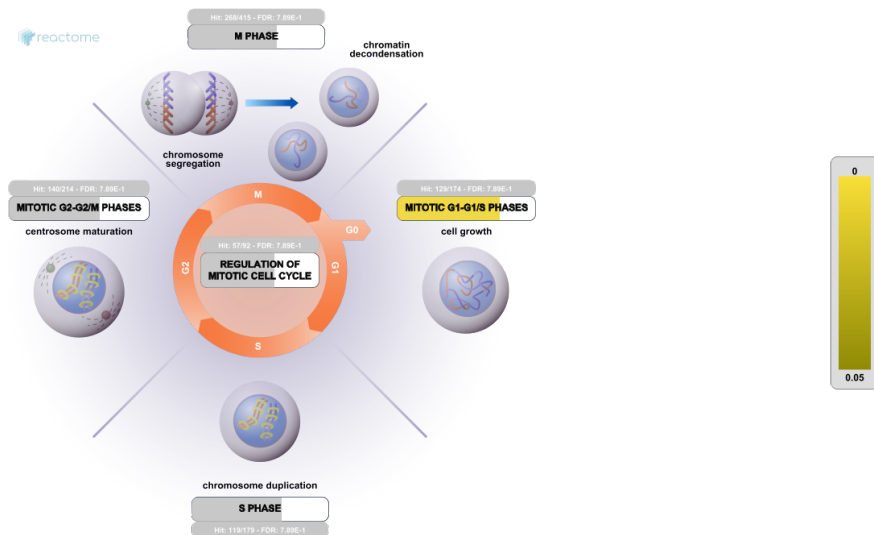 Hit: 268/415 - FDR: 7.89E-1
M PHASE
reactome
chromatin
decondensation
chromosome
segregation
Hit: 140/214 - FDR: 7.89E-1
MITOTIC G2-G2/M PHASES
centrosome maturation
Hit: 129/174 - FDR: 7.89E-1
MITOTIC G1-G1/S PHASES
cell growth
M
G0
G2
G1
S
Hit: 57/92 - FDR: 7.89E-1
REGULATION OF
MITOTIC CELL CYCLE
0
0.05
chromosome duplication
S PHASE
Hit: 119/179 - FDR: 7.89E-1